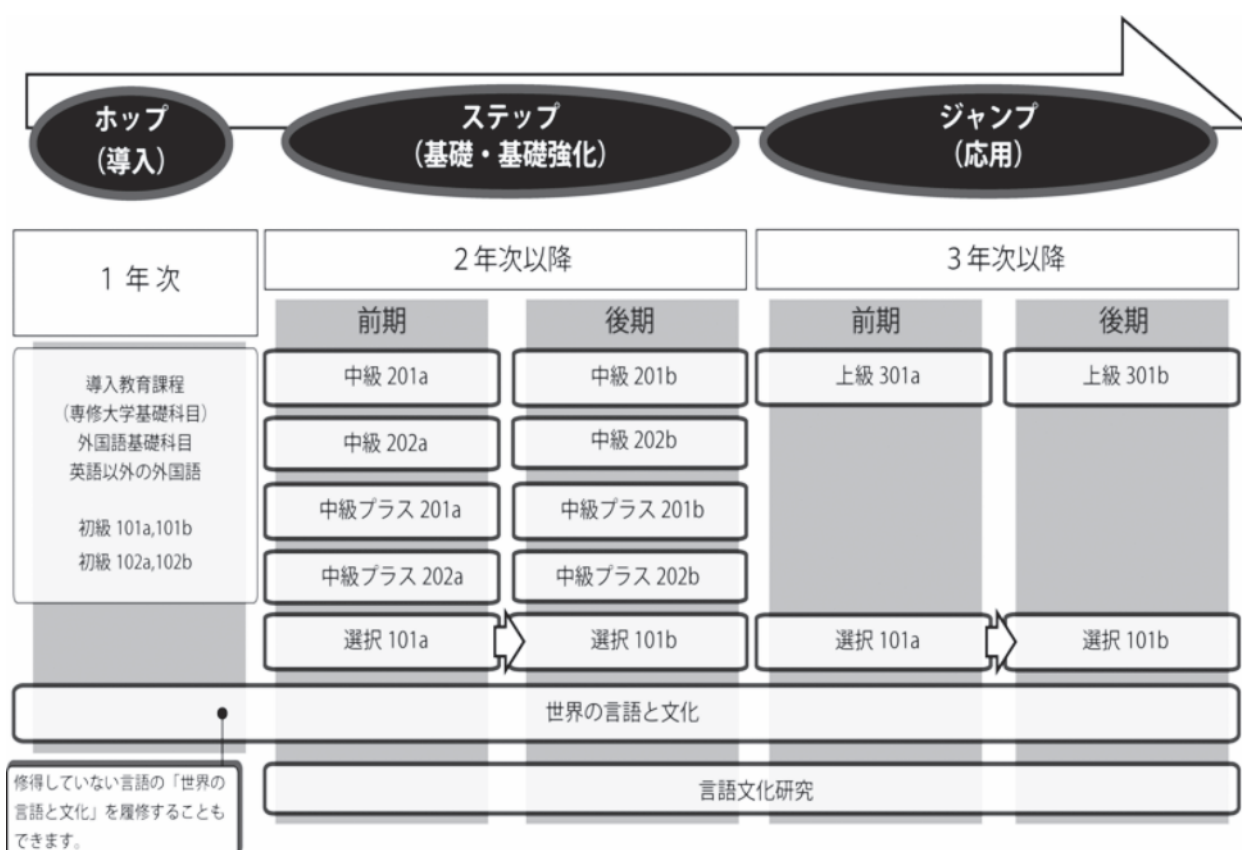 ホップ
(導入)
ステップ
(基礎・基礎強化)
ジャンプ
(応用)
1年次
2年次以降
3年次以降
前期
後期
前期
後期
導入教育課程
(専修大学基礎科目)
外国語基礎科目
英語以外の外国語
初級 101a,101b
初級 102a,102b
中級 201a
中級 201b
上級 301a
上級 301b
中級 202a
中級 202b
中級プラス 201a
中級プラス 201b
中級プラス 202a
中級プラス 202b
選択 101a
選択 101b
選択 101a
選択 101b
世界の言語と文化
言語文化研究
修得していない言語の「世界の
言語と文化」を履修することも
できます。